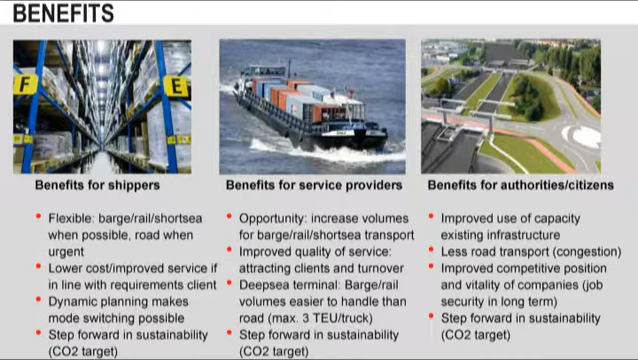 BENEFITS
F
E
Benefits for shippers
• Flexible: barge/rail/shortsea
when possible, road when
urgent
• Lower cost/improved service if
in line with requirements client
• Dynamic planning makes
mode switching possible
• Step forward in sustainability
(CO2 target)
Benefits for service providers
• Opportunity: increase volumes
for barge/rail/shortsea transport
• Improved quality of service:
attracting clients and turnover
• Deepsea terminal: Barge/rail
volumes easier to handle than
road (max. 3 TEU/truck)
• Step forward in sustainability
(CO2 target)
Benefits for authorities/citizens
• Improved use of capacity
existing infrastructure
• Less road transport (congestion)
• Improved competitive position
and vitality of companies (job
security in long term)
• Step forward in sustainability
(CO2 target)